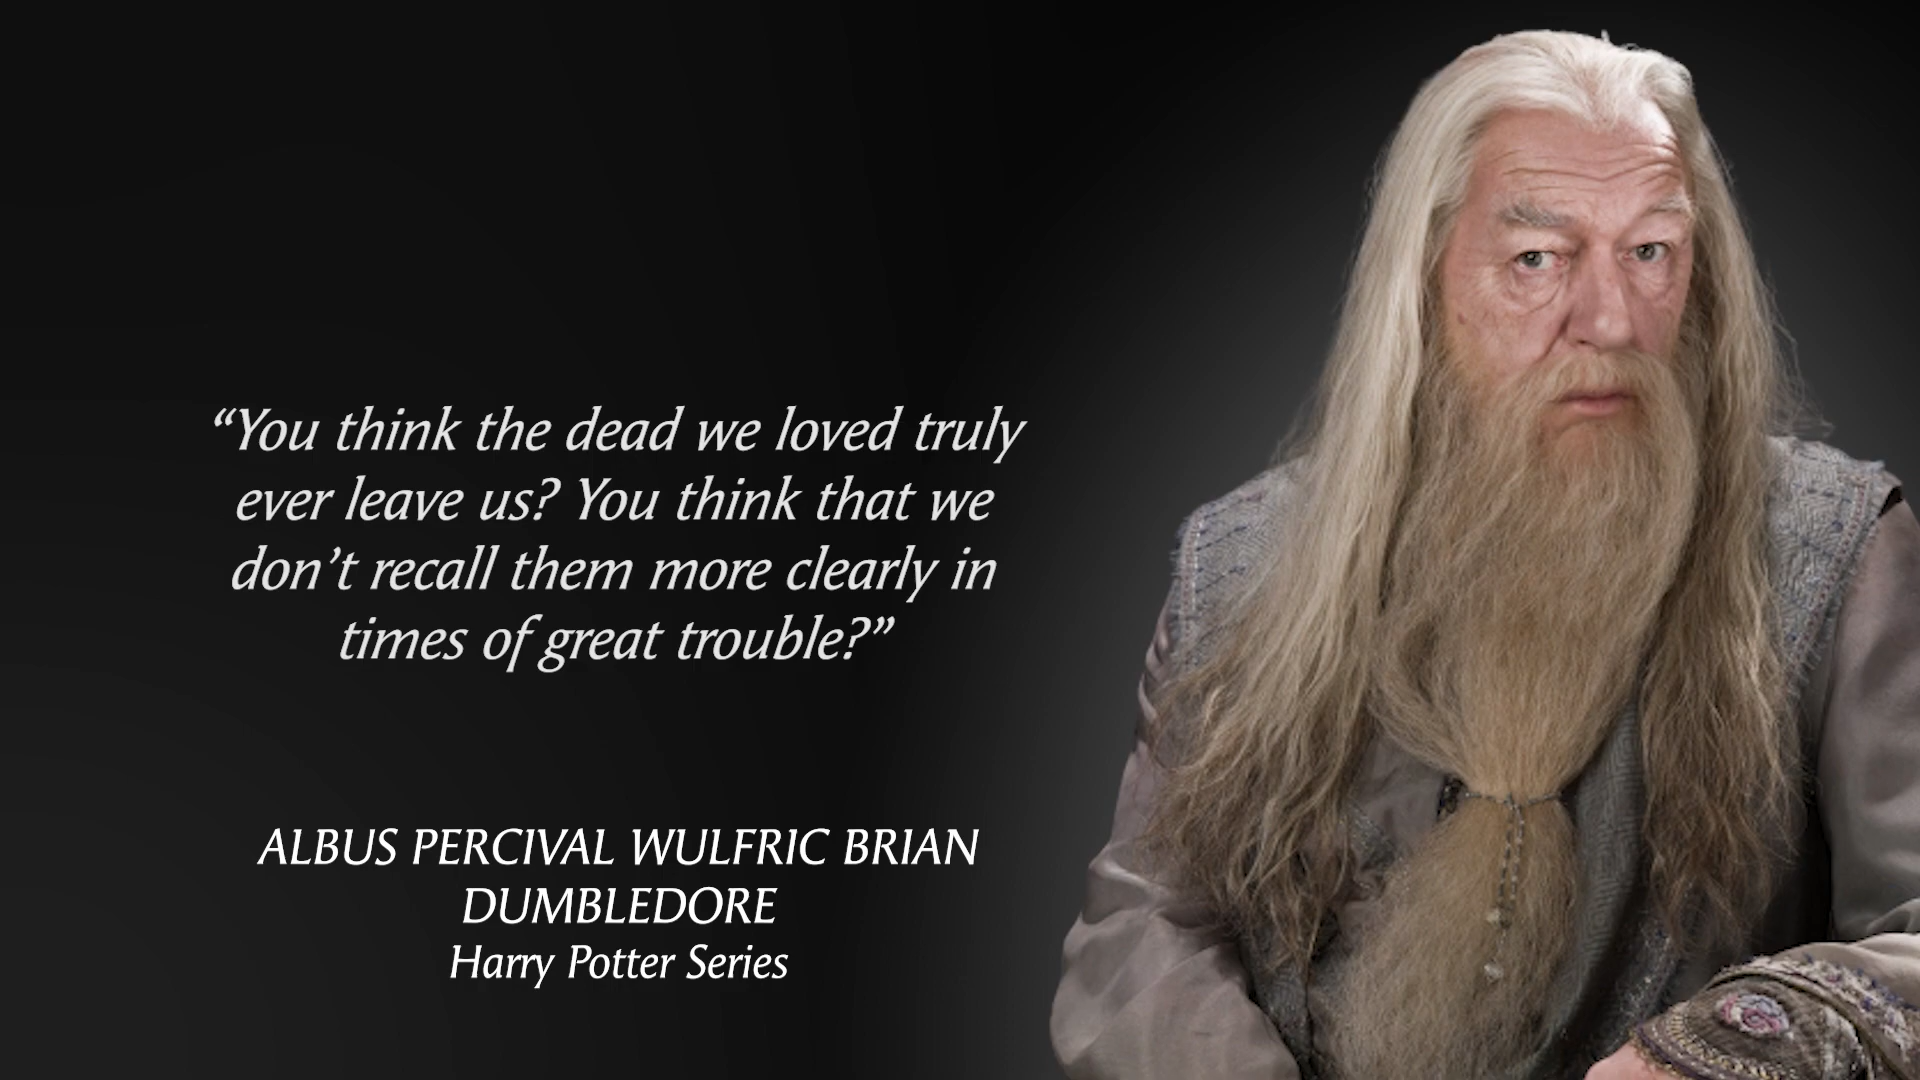 “You think the dead we loved truly
ever leave us? You think that we
don’t recall them more clearly in
times of great trouble?”
ALBUS PERCIVAL WULFRIC BRIAN
DUMBLEDORE
Harry Potter Series